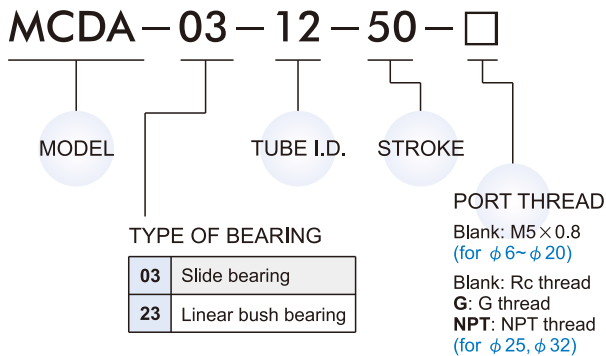 MCDA – 03 – 12 – 50 – □
MODEL
TUBE I.D.
STROKE
TYPE OF BEARING
03 Slide bearing
23 Linear bush bearing
PORT THREAD
Blank: M5×0.8
(for φ6~φ20)
Blank: Rc thread
G: G thread
NPT: NPT thread
(for φ25, φ32)